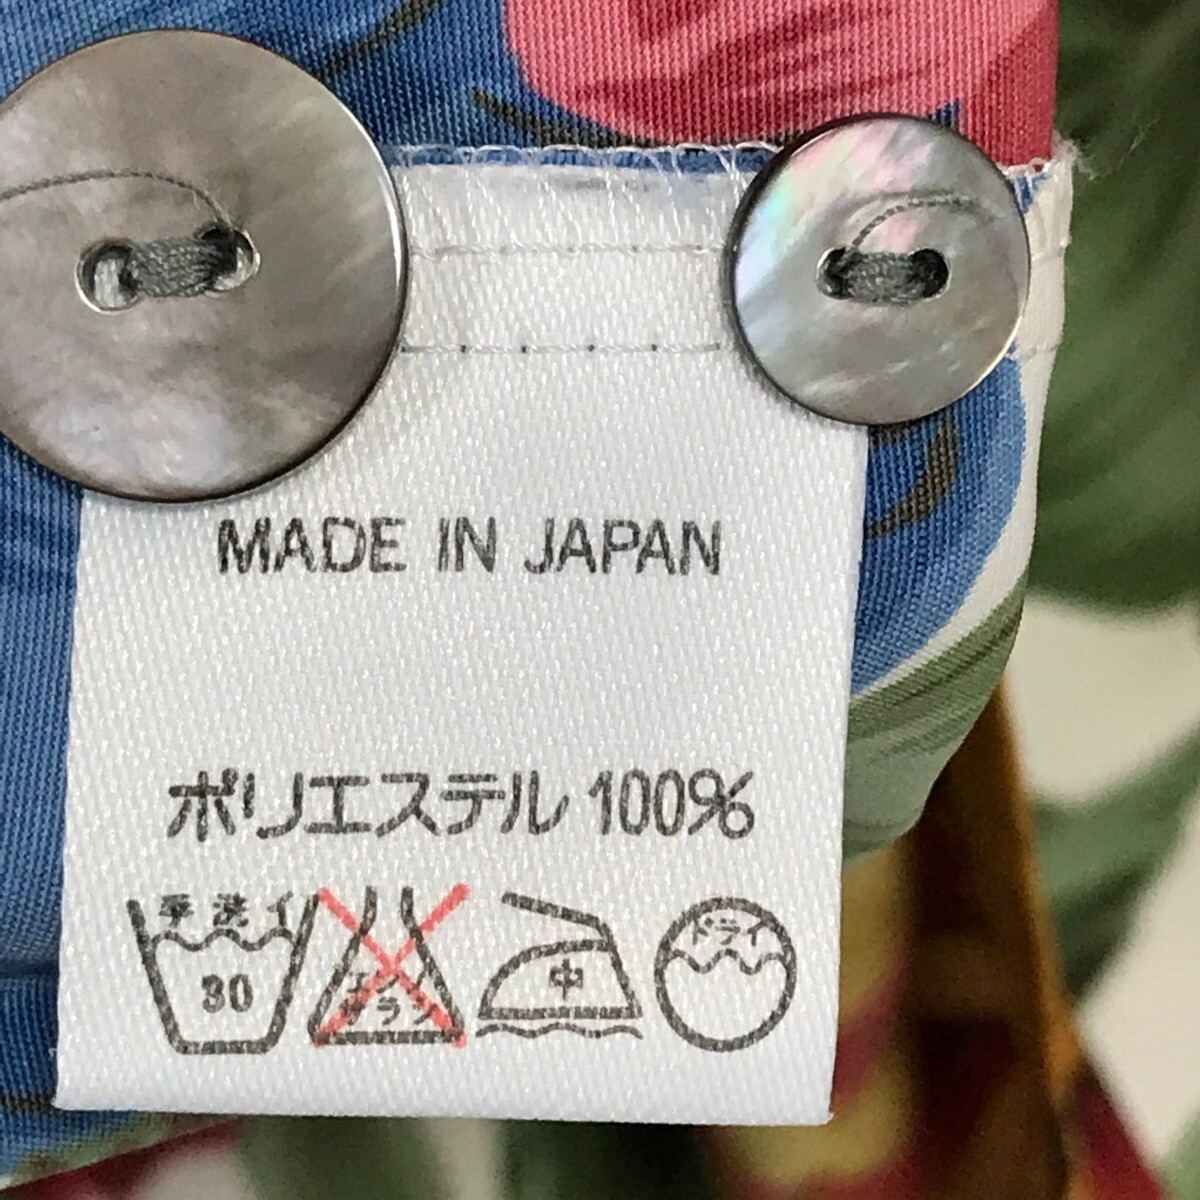 MADE IN JAPAN
ポリエステル 100%
手洗イ
30
エンソ
サラシ
中
ドライ